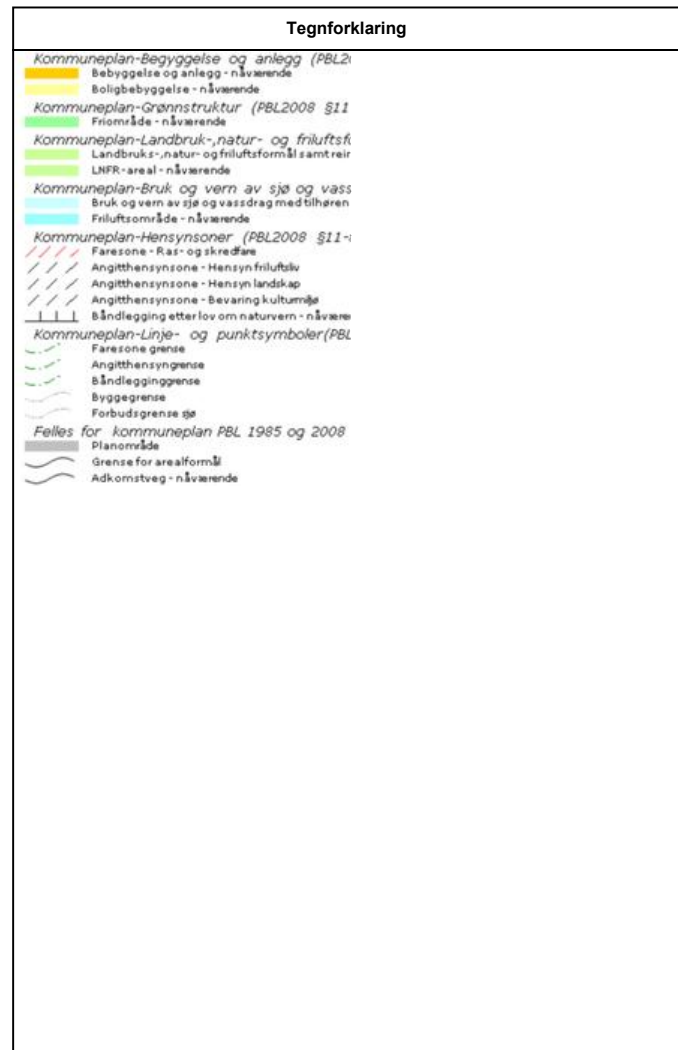 Tegnforklaring
Kommuneplan-Begyggelse og anlegg (PBL2
Bebyggelse og anlegg - nåværende
Boligbebyggelse - nåværende
Kommuneplan-Grønnstruktur (PBL2008 §11
Friområde - nåværende
Kommuneplan-Landbruk-,natur- og friluftsf
Landbruks-,natur- og friluftsformål samt rein
LNFR-areal - nåværende
Kommuneplan-Bruk og vern av sjø og vass
Bruk og vern av sjø og vassdrag med tilhøren
Friluftsområde - nåværende
Kommuneplan-Hensynsoner (PBL2008 §11-
Faresone - Ras- og skredfare
Angitthensynsone - Hensyn friluftsliv
Angitthensynsone - Hensyn landskap
Angitthensynsone - Bevaring kulturmiljø
Båndlegging etter lov om naturvern - nåvære
Kommuneplan-Linje- og punktsymboler(PBL
Faresone grense
Angitthensyngrense
Båndlegginggrense
Byggegrense
Forbudsgrense sjø
Felles for kommuneplan PBL 1985 og 2008
Planområde
Grense for arealformål
Adkomstveg - nåværende